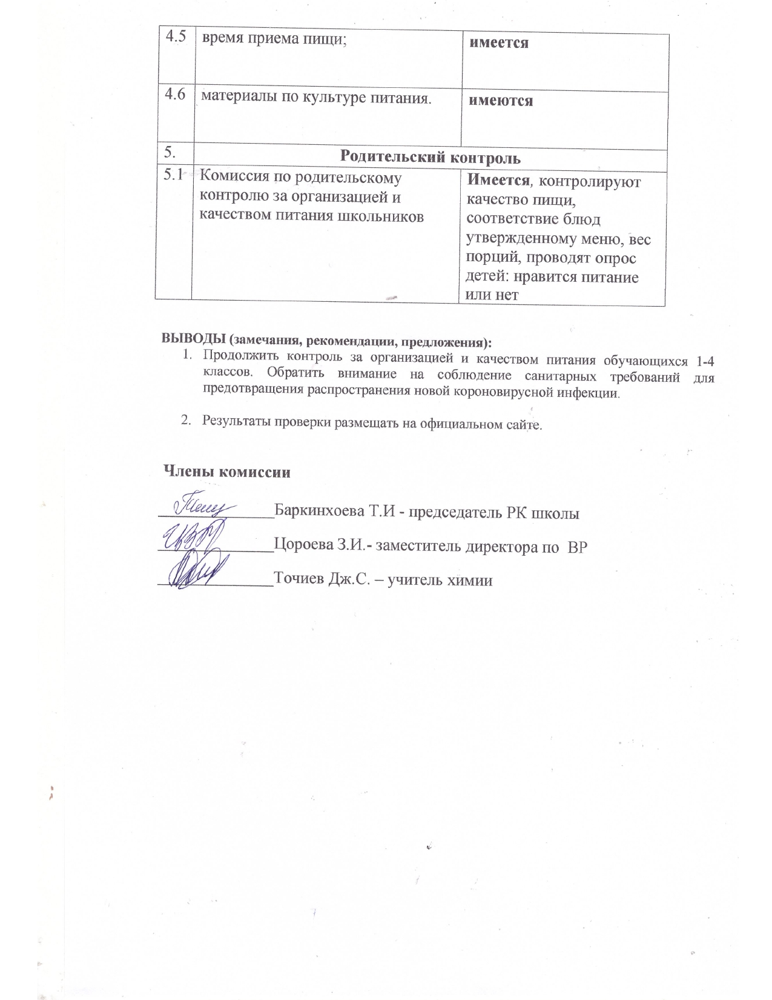 4.5 время приема пищи; имеется
4.6 материалы по культуре питания. имеются
5. Родительский контроль
5.1 Комиссия по родительскому
контролю за организацией и
качеством питания школьников
Имеется, контролируют
качество пищи,
соответствие блюд
утвержденному меню, вес
порций, проводят опрос
детей: нравится питание
или нет
ВЫВОДЫ (замечания, рекомендации, предложения):
1. Продолжить контроль за организацией и качеством питания обучающихся 1-4
классов. Обратить внимание на соблюдение санитарных требований для
предотвращения распространения новой короновирусной инфекции.
2. Результаты проверки размещать на официальном сайте.
Члены комиссии
Баркинхоева Т.И - председатель РК школы
Цороева З.И.- заместитель директора по ВР
Точиев Дж.С. – учитель химии